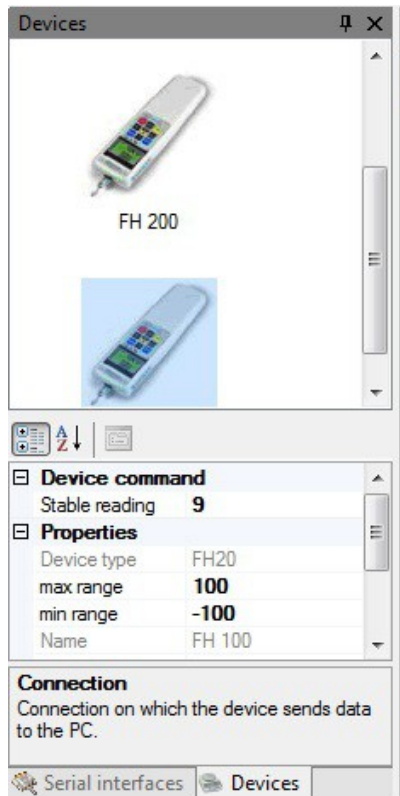 Devices
FH 200
Device command
Stable reading 9
Properties
Device type FH20
max range 100
min range -100
Name FH 100
Connection
Connection on which the device sends data
to the PC.
Serial interfaces Devices